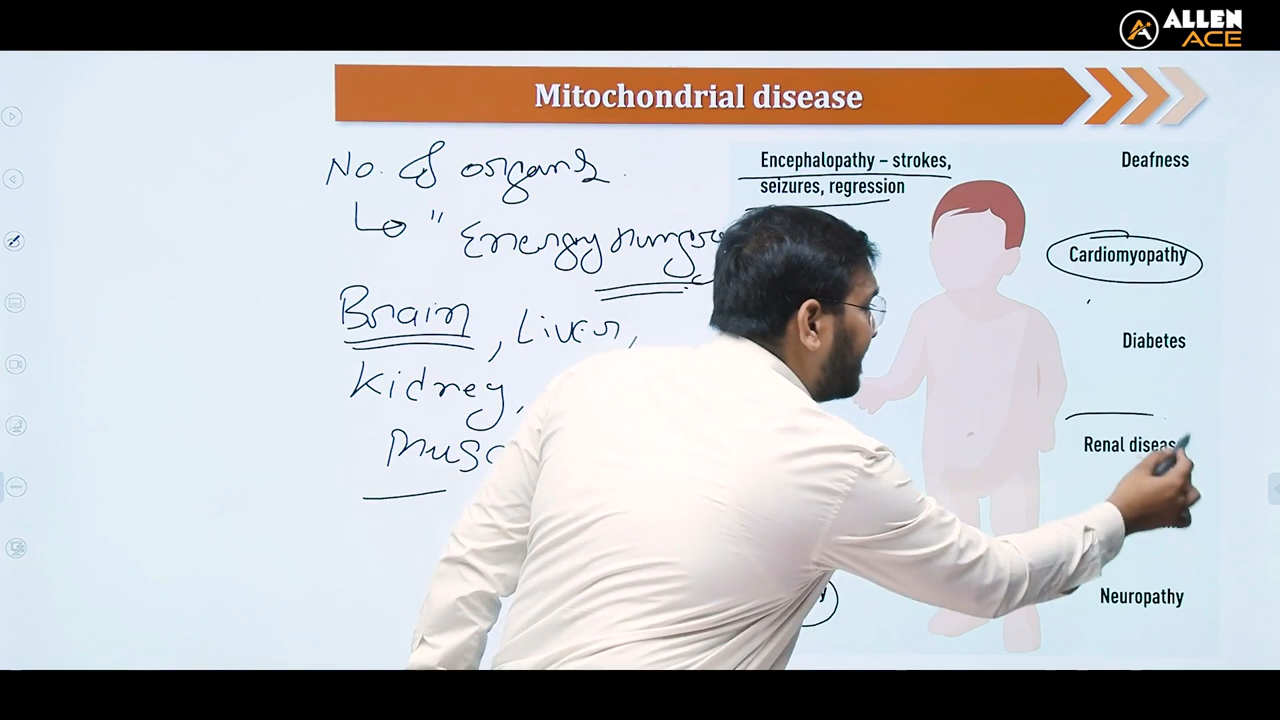 ALLEN
ACE
Mitochondrial disease
No. of organs.
" Energy hungry
Brain, Liver,
Kidney,
Musc
Encephalopathy – strokes,
seizures, regression
Deafness
Cardiomyopathy
Diabetes
Renal diseas
Neuropathy